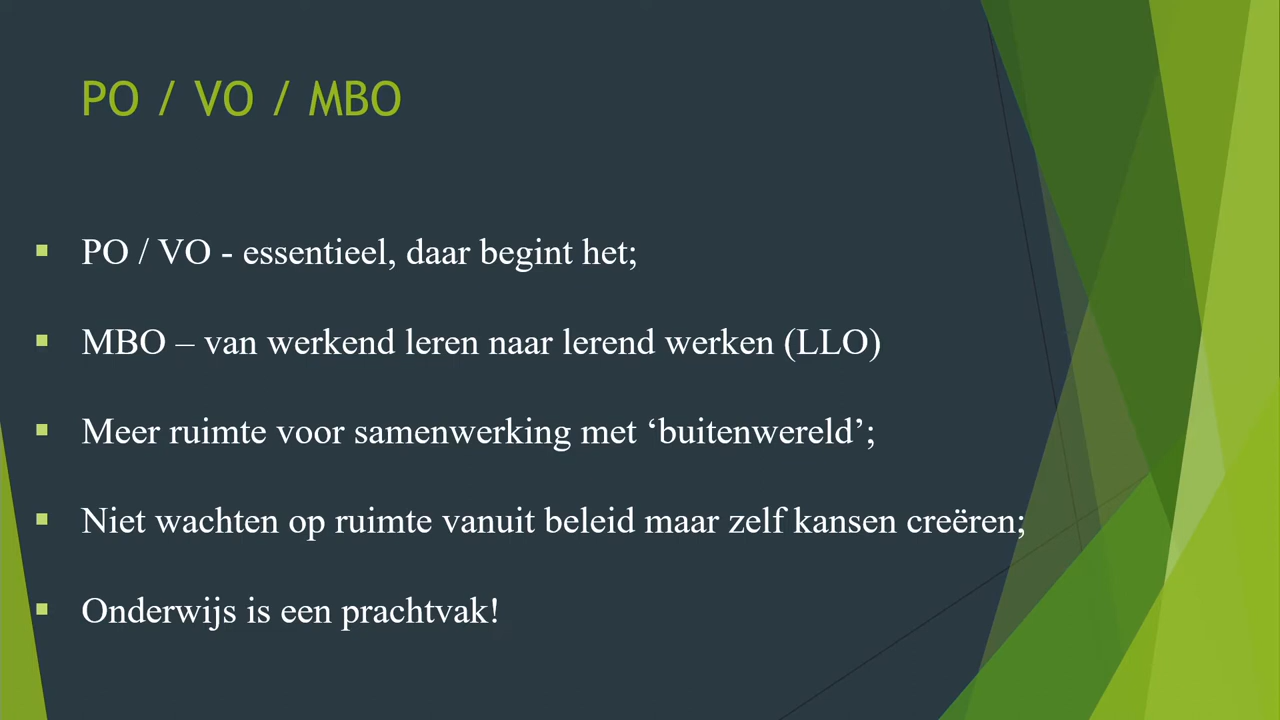 PO / VO / MBO
PO / VO - essentieel, daar begint het;
MBO – van werkend leren naar lerend werken (LLO)
Meer ruimte voor samenwerking met ‘buitenwereld’;
Niet wachten op ruimte vanuit beleid maar zelf kansen creëren;
Onderwijs is een prachtvak!